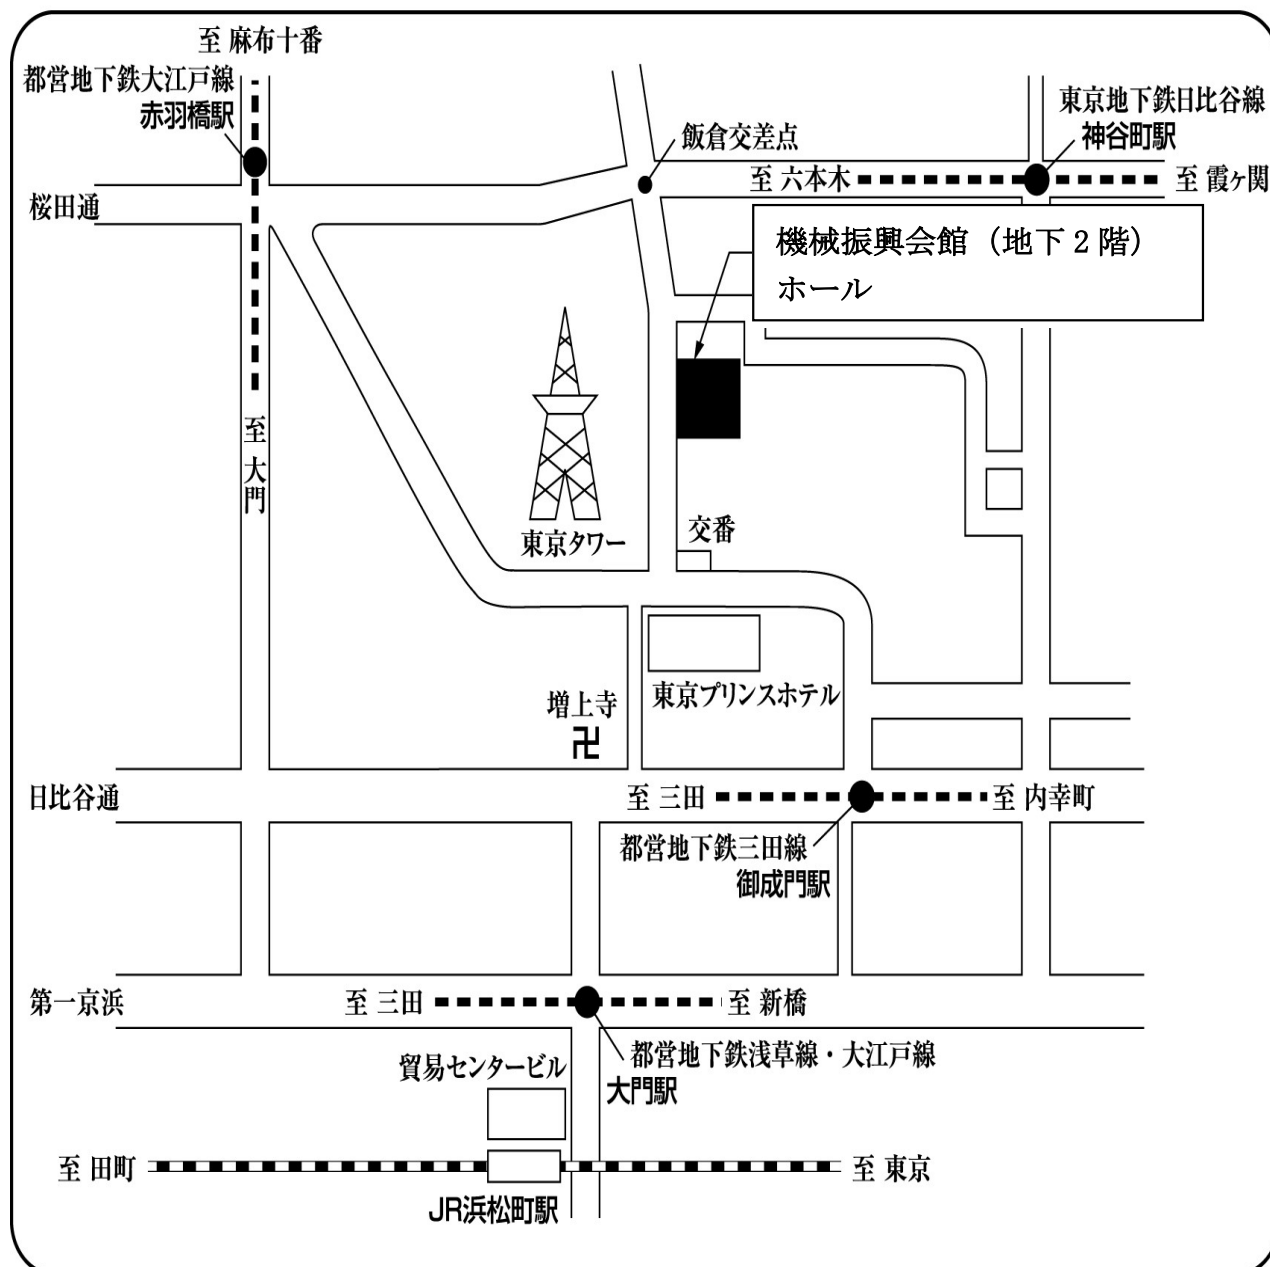 至 麻布十番
都営地下鉄大江戸線
赤羽橋駅
東京地下鉄日比谷線
神谷町駅
飯倉交差点
至 六本木
至 霞ヶ関
桜田通
機械振興会館（地下２階）
ホール
至 大門
東京タワー
交番
増上寺
卍
東京プリンスホテル
日比谷通
至 三田
至 内幸町
都営地下鉄三田線
御成門駅
第一京浜
至 三田
至 新橋
都営地下鉄浅草線・大江戸線
大門駅
貿易センタービル
至 田町
至 東京
JR浜松町駅